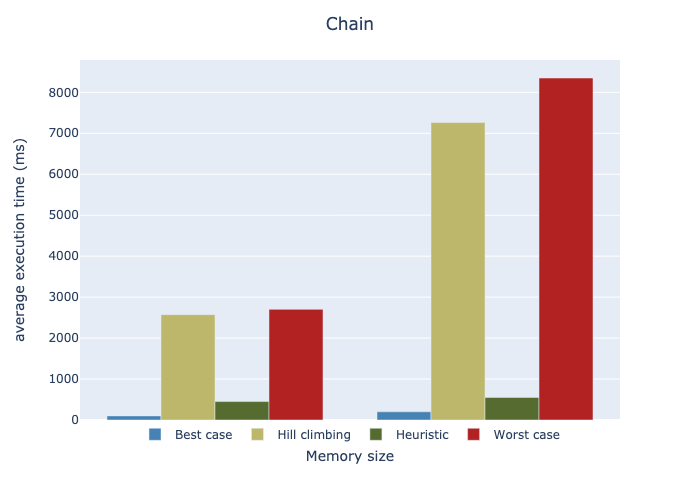 Chain
average execution time (ms)
8000
7000
6000
5000
4000
3000
2000
1000
0
Best case Hill climbing Heuristic Worst case
Memory size